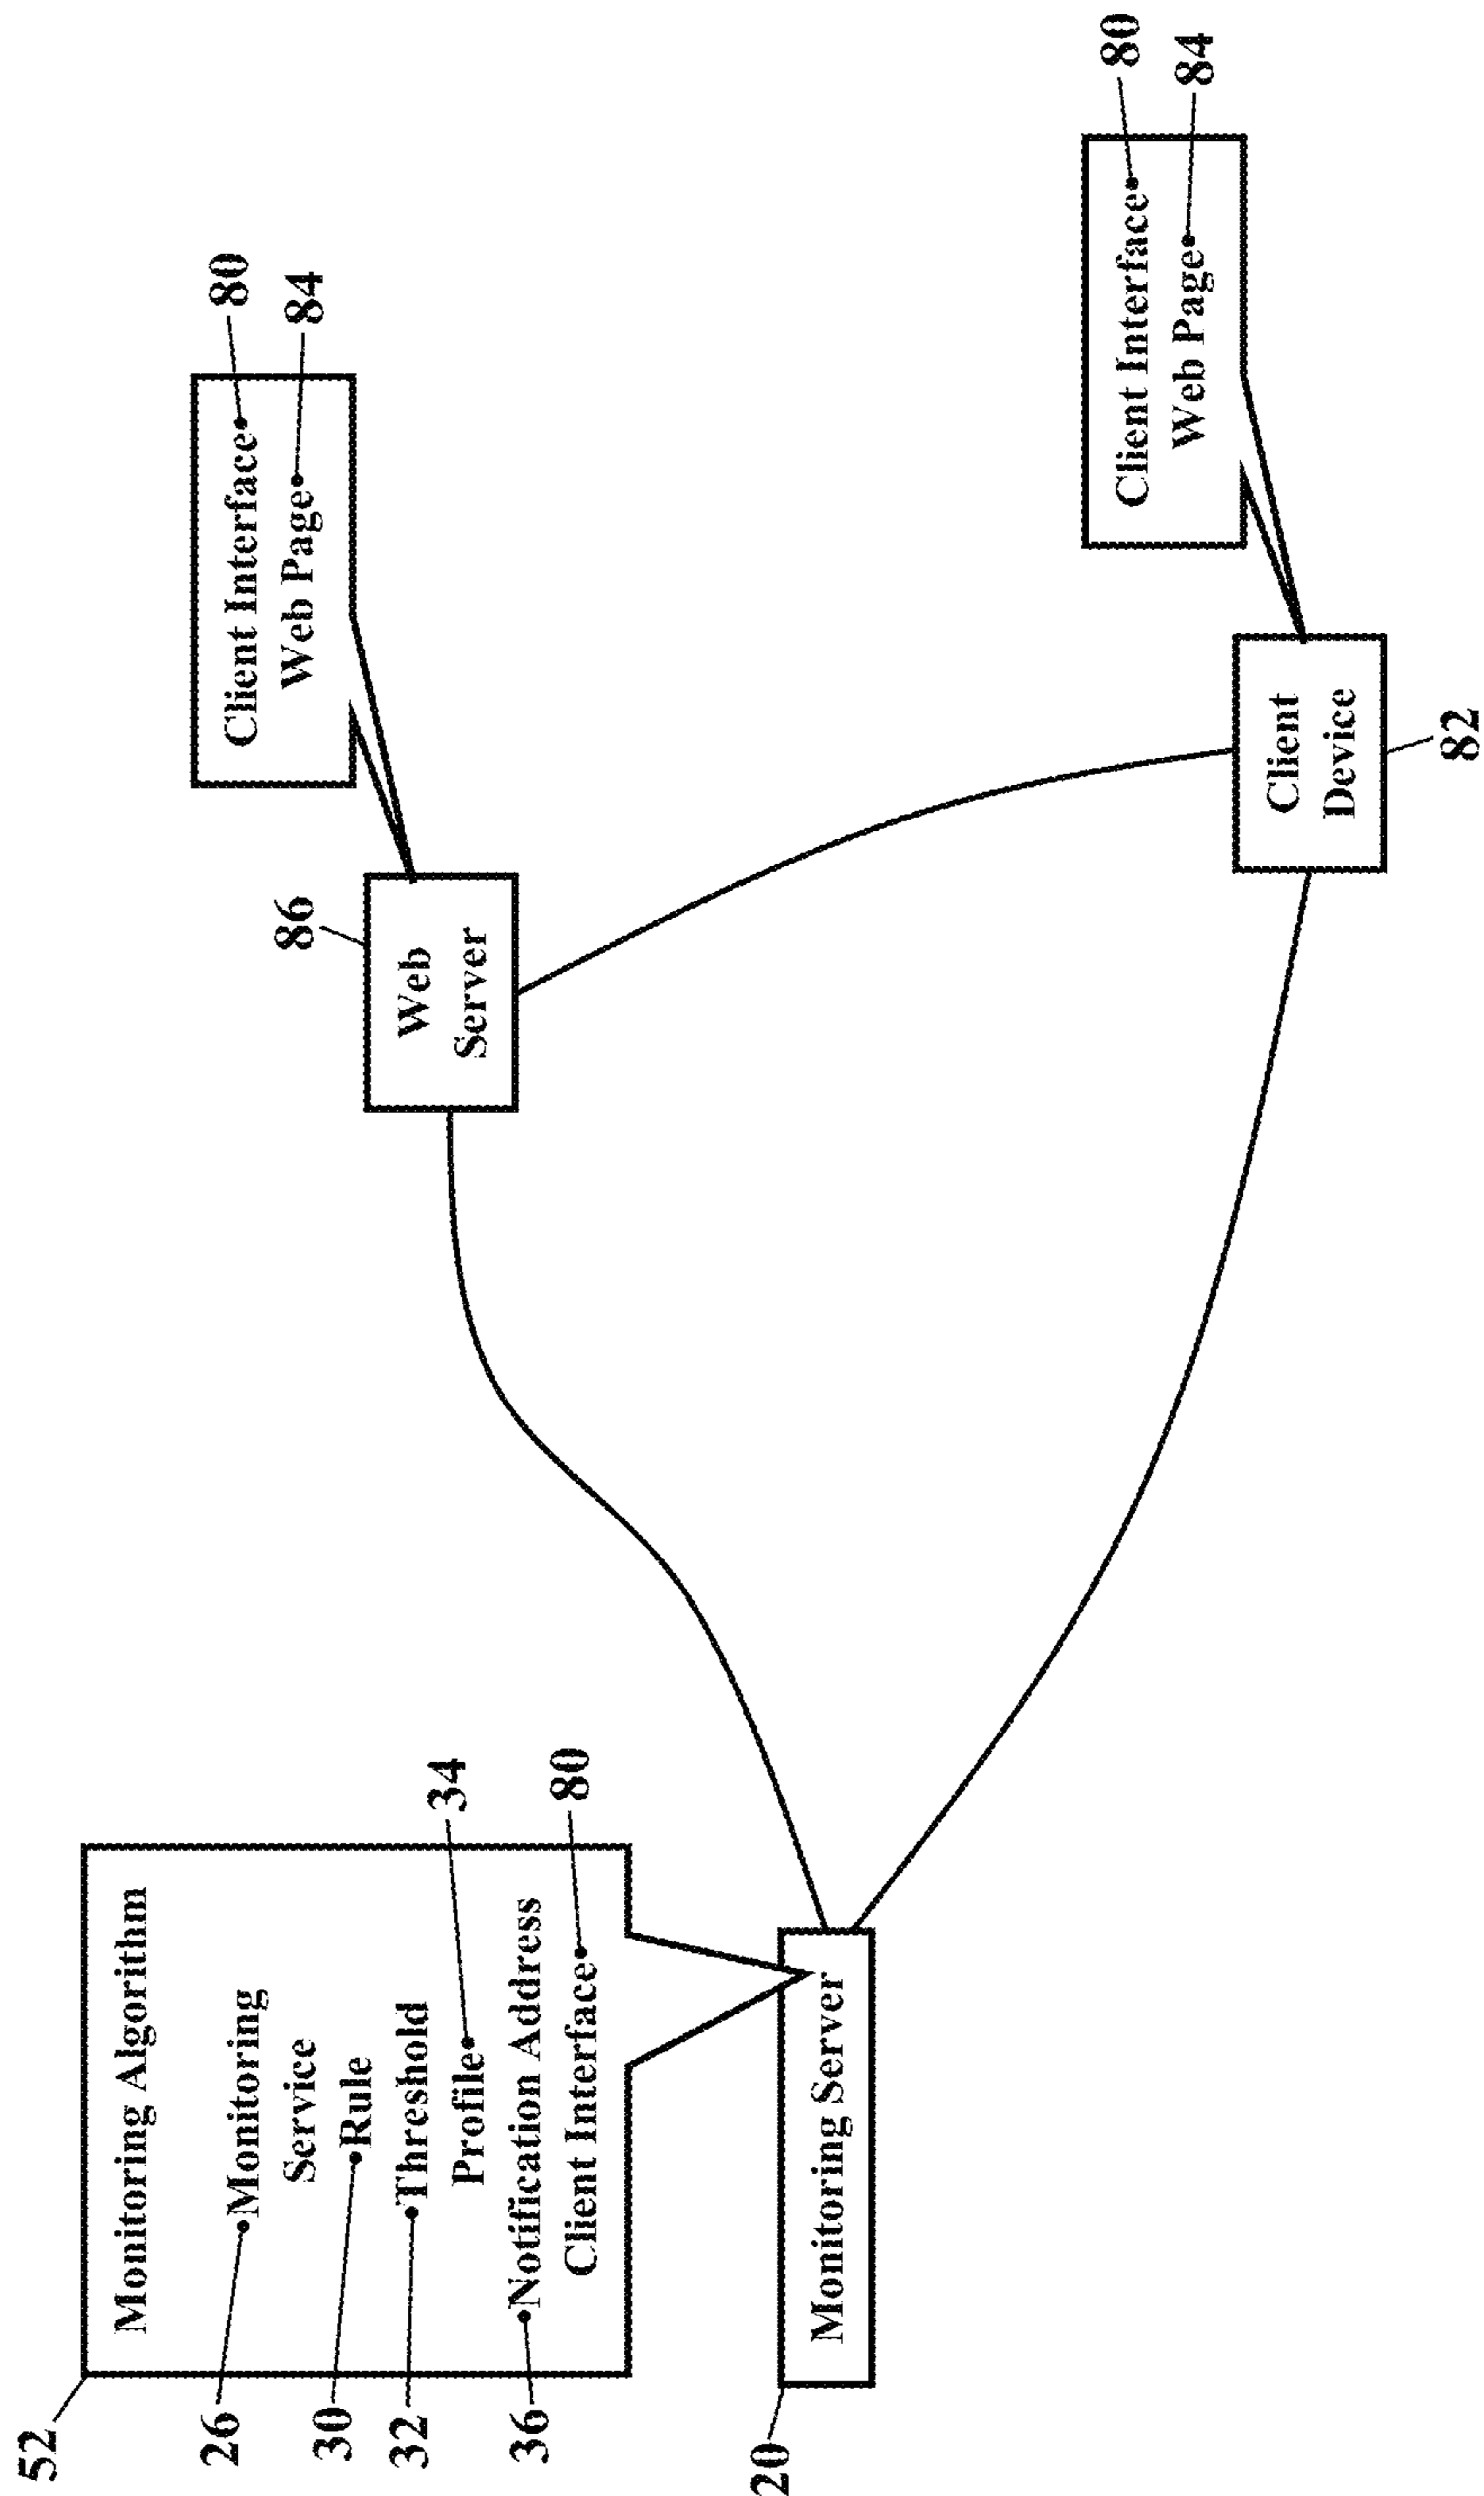 52
Monitoring Algorithm
26
Monitoring
Service
30
Rule
32
Threshold
34
Profile
36
Notification Address
Client Interface
80
20
Monitoring Server
86
Web
Server
Client Interface
80
Web Page
84
Client
Device
82
Client Interface
80
Web Page
84